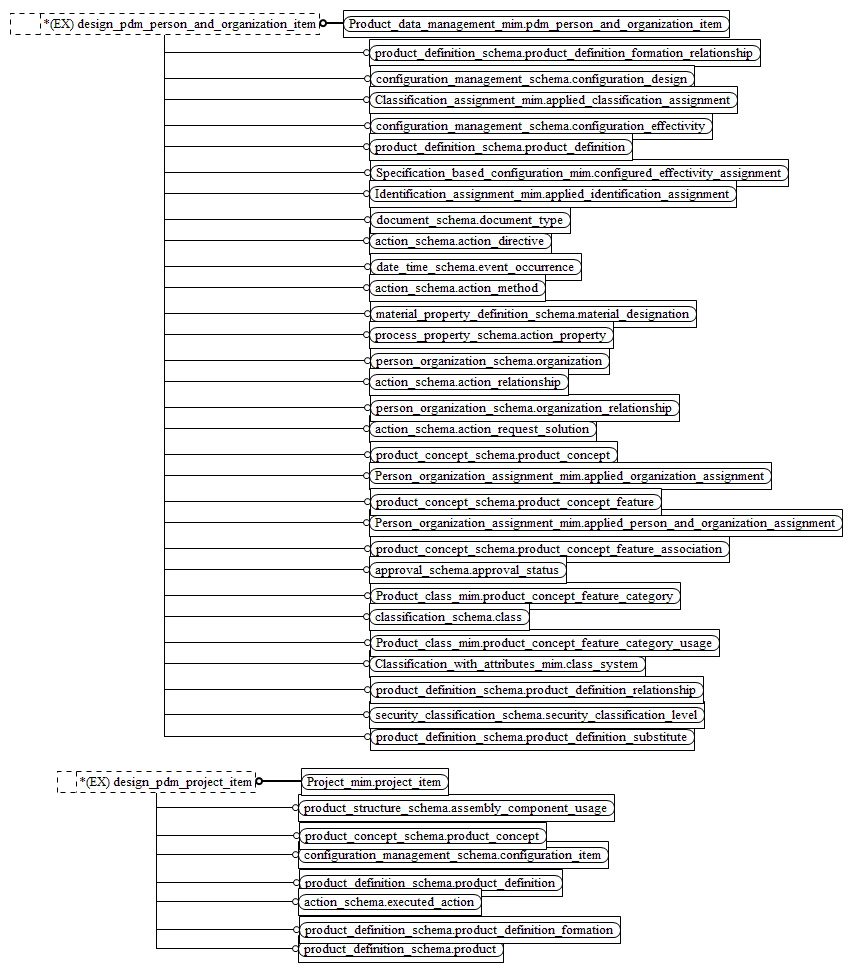 *(EX) design_pdm_person_and_organization_item
Product_data_management_mim.pdm_person_and_organization_item
product_definition_schema.product_definition_formation_relationship
configuration_management_schema.configuration_design
Classification_assignment_mim.applied_classification_assignment
configuration_management_schema.configuration_effectivity
product_definition_schema.product_definition
Specification_based_configuration_mim.configured_effectivity_assignment
Identification_assignment_mim.applied_identification_assignment
document_schema.document_type
action_schema.action_directive
date_time_schema.event_occurrence
action_schema.action_method
material_property_definition_schema.material_designation
process_property_schema.action_property
person_organization_schema.organization
action_schema.action_relationship
person_organization_schema.organization_relationship
action_schema.action_request_solution
product_concept_schema.product_concept
Person_organization_assignment_mim.applied_organization_assignment
product_concept_schema.product_concept_feature
Person_organization_assignment_mim.applied_person_and_organization_assignment
product_concept_schema.product_concept_feature_association
approval_schema.approval_status
Product_class_mim.product_concept_feature_category
classification_schema.class
Product_class_mim.product_concept_feature_category_usage
Classification_with_attributes_mim.class_system
product_definition_schema.product_definition_relationship
security_classification_schema.security_classification_level
product_definition_schema.product_definition_substitute
*(EX) design_pdm_project_item
Project_mim.project_item
product_structure_schema.assembly_component_usage
product_concept_schema.product_concept
configuration_management_schema.configuration_item
product_definition_schema.product_definition
action_schema.executed_action
product_definition_schema.product_definition_formation
product_definition_schema.product